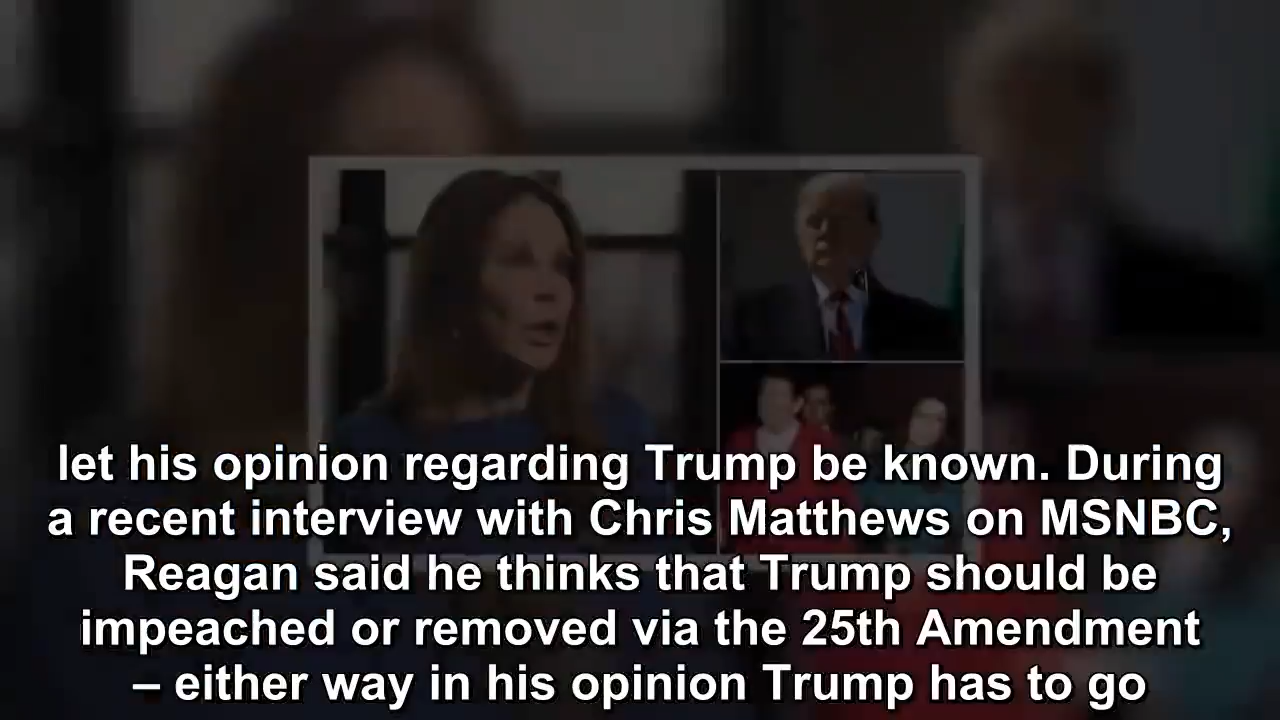 let his opinion regarding Trump be known. During
a recent interview with Chris Matthews on MSNBC,
Reagan said he thinks that Trump should be
impeached or removed via the 25th Amendment
– either way in his opinion Trump has to go